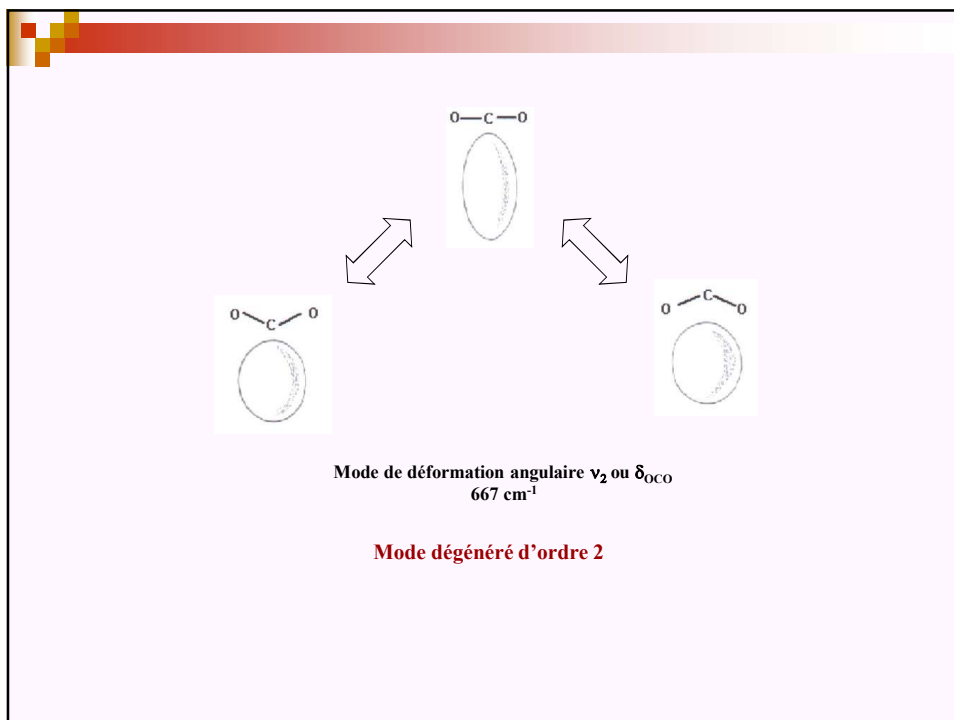 O—C—O
O C O
O C O
Mode de déformation angulaire ν₂ ou δOCO
667 cm⁻¹
Mode dégénéré d’ordre 2